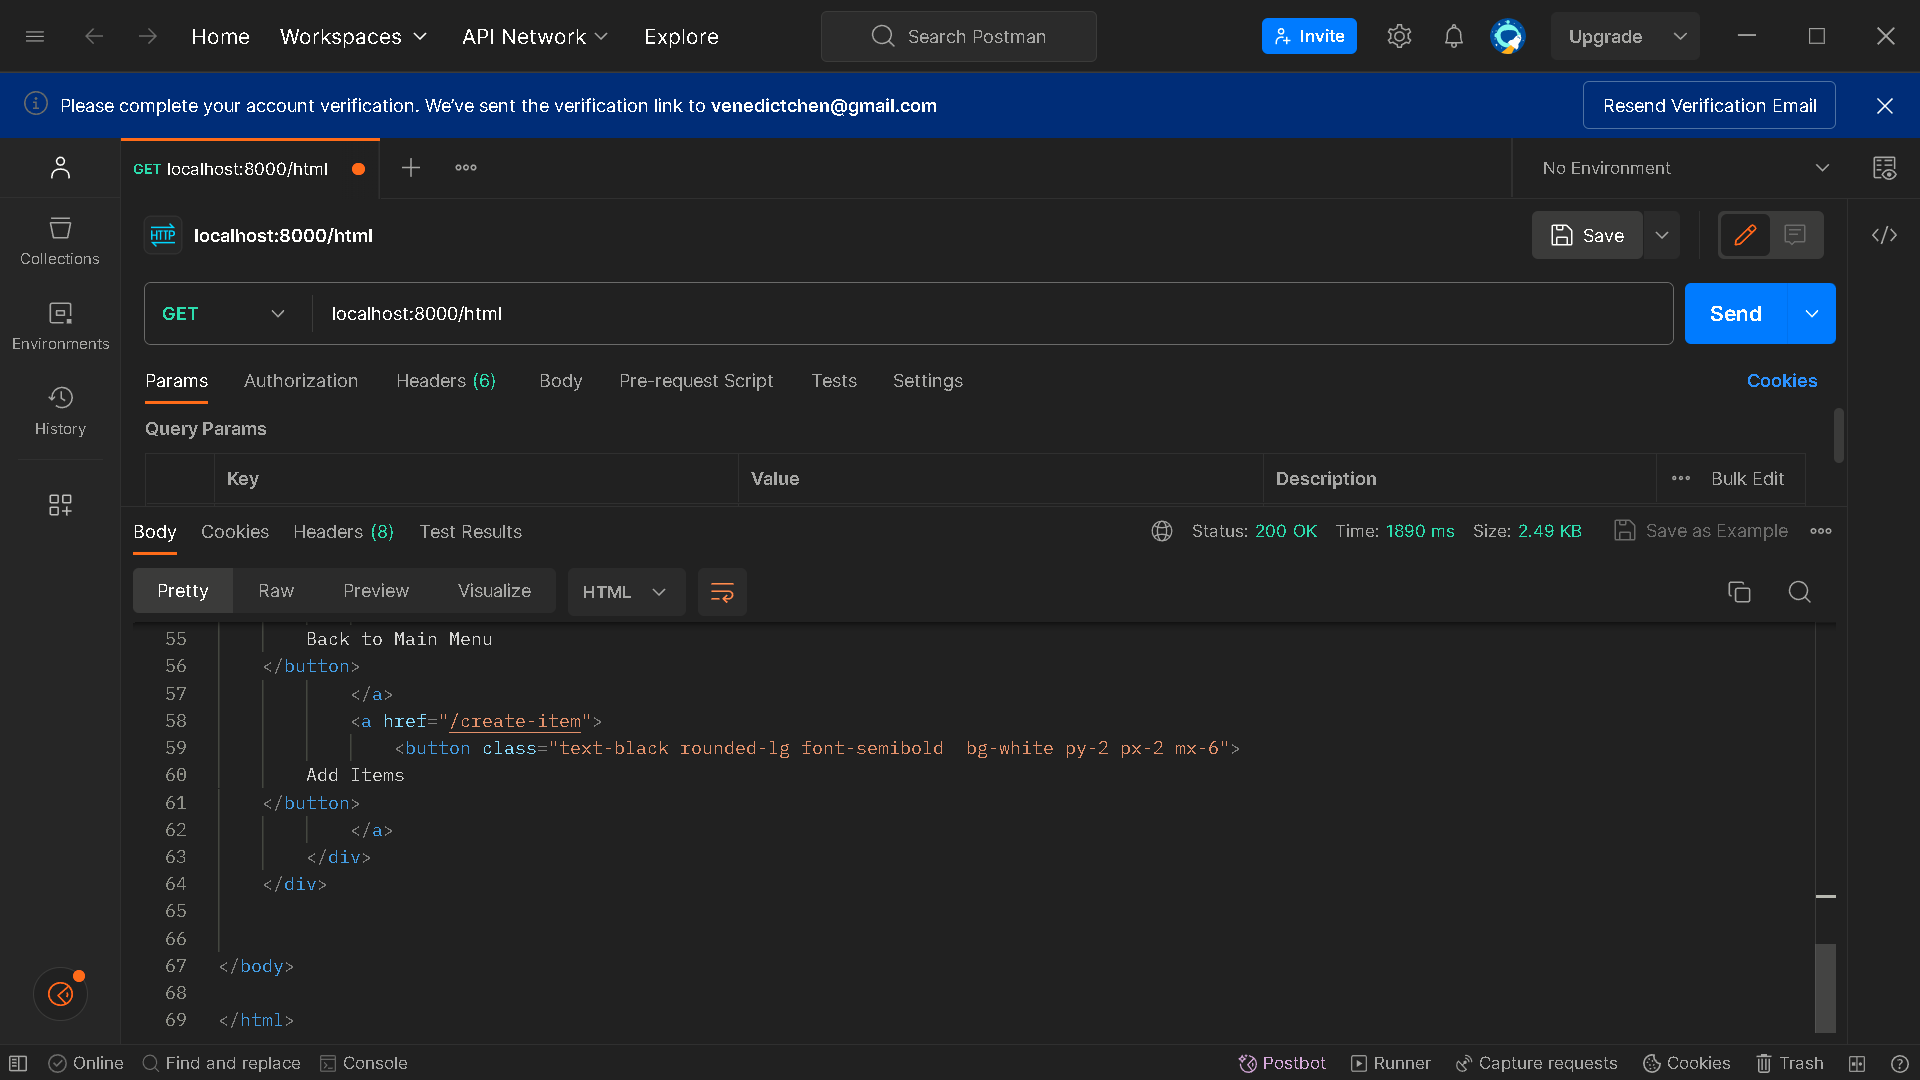 Home Workspaces API Network Explore Search Postman Invite Upgrade
Please complete your account verification. We’ve sent the verification link to venedictchen@gmail.com Resend Verification Email
GET localhost:8000/html No Environment
HTTP localhost:8000/html Save
Collections
GET localhost:8000/html Send
Environments
Params Authorization Headers (6) Body Pre-request Script Tests Settings Cookies
History
Query Params
Key Value Description Bulk Edit
Body Cookies Headers (8) Test Results Status: 200 OK Time: 1890 ms Size: 2.49 KB Save as Example
Pretty Raw Preview Visualize HTML
55 Back to Main Menu
56 </button>
57 </a>
58 <a href="/create-item">
59 <button class="text-black rounded-lg font-semibold  bg-white py-2 px-2 mx-6">
60 Add Items
61 </button>
62 </a>
63 </div>
64 </div>
65
66
67 </body>
68
69 </html>
Online Find and replace Console Postbot Runner Capture requests Cookies Trash